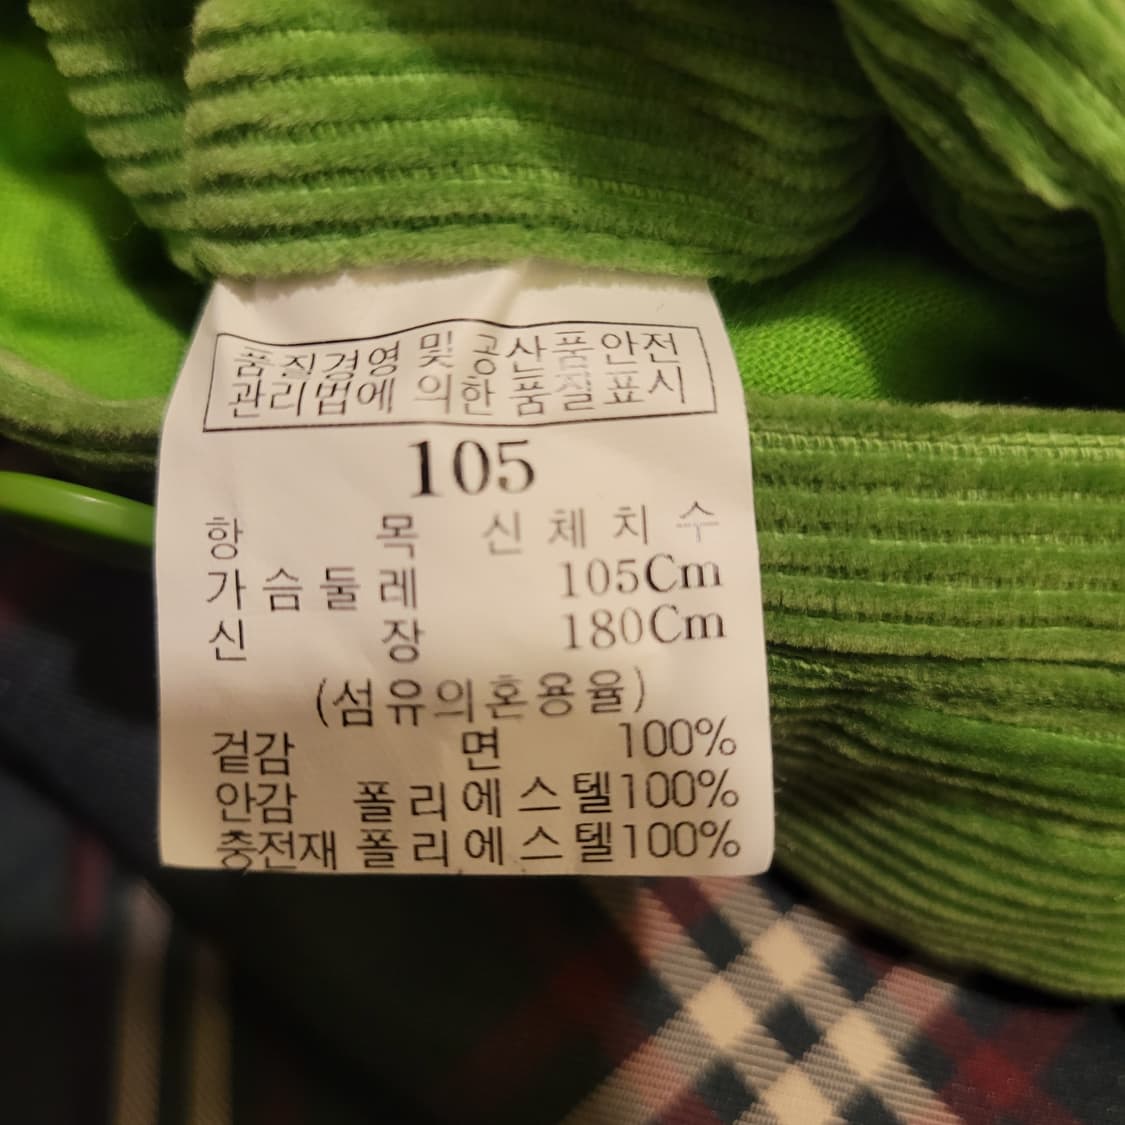 품질경영 및 공산품안전
관리법에 의한 품질표시
105
항 목 신체치수
가슴둘레 105Cm
신 장 180Cm
(섬유의혼용율)
겉감 면 100%
안감 폴리에스텔100%
충전재 폴리에스텔100%